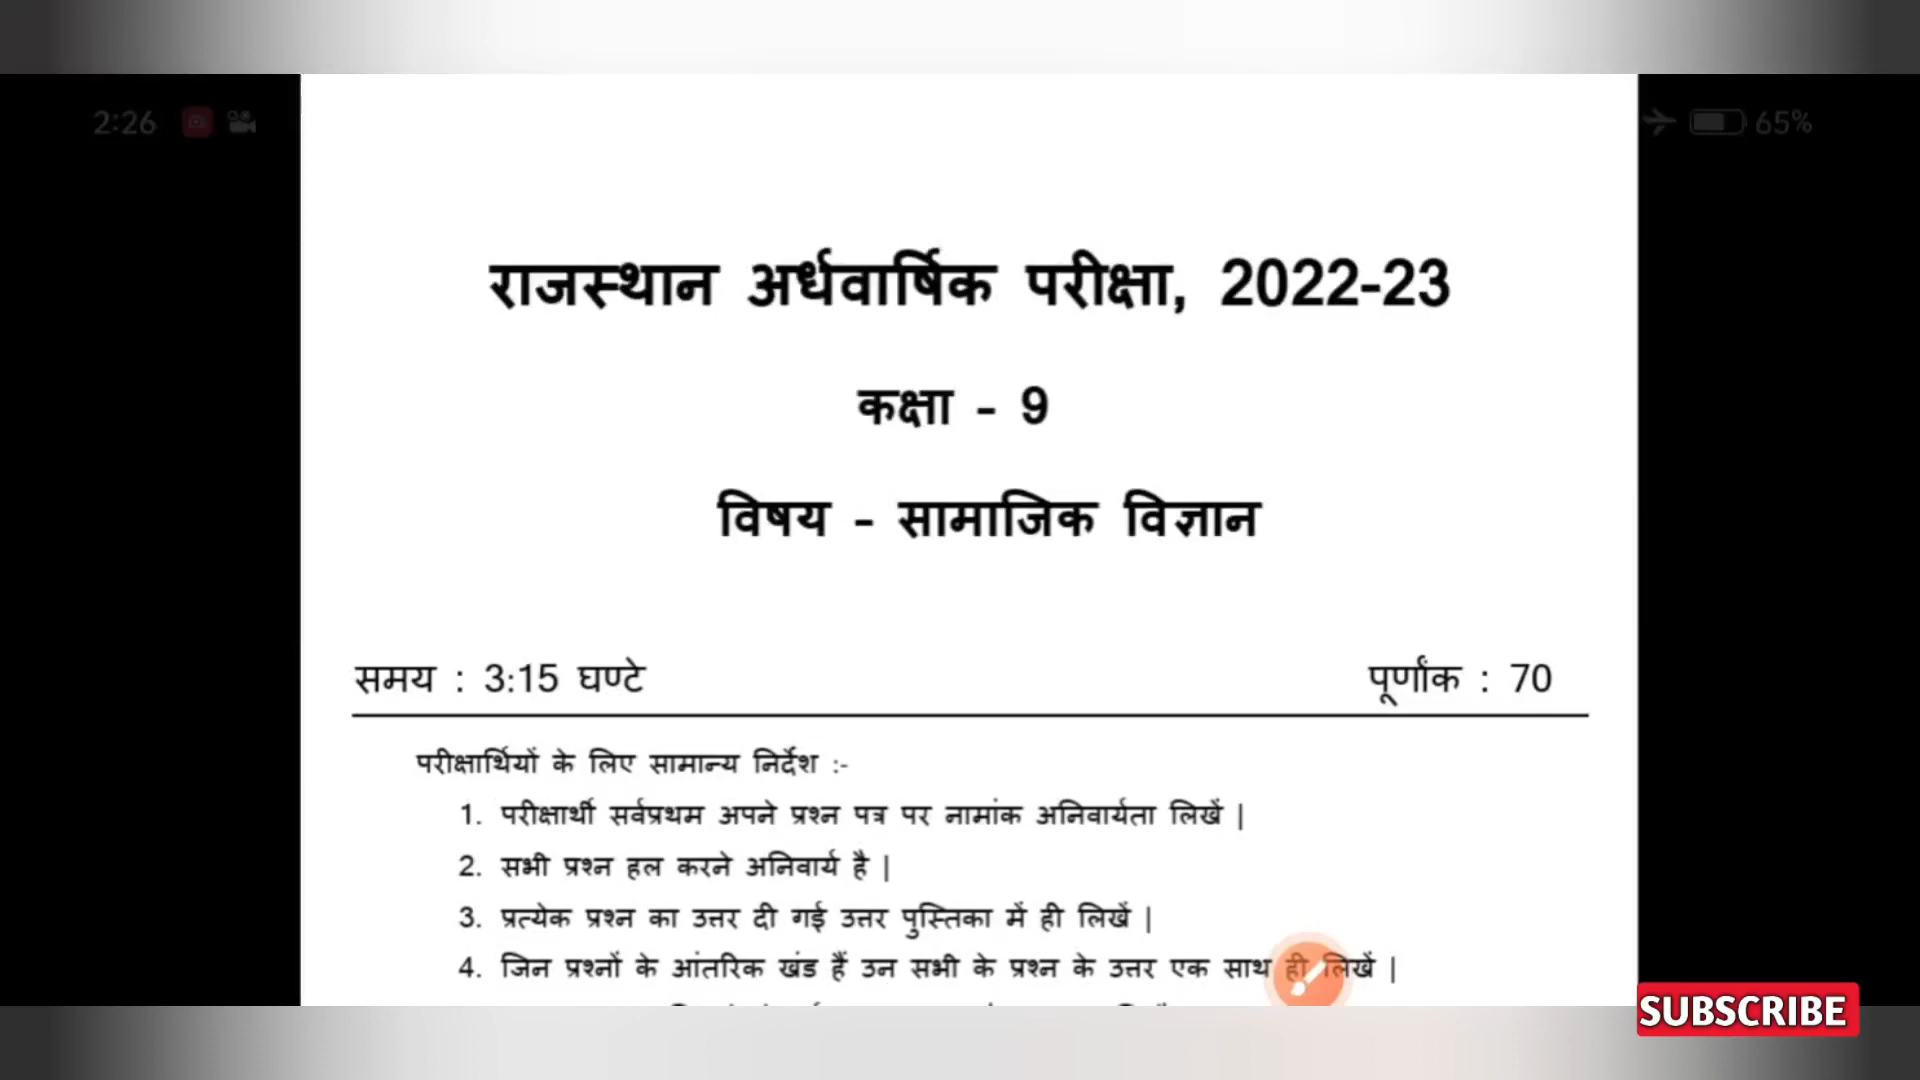 2:26
65%
राजस्थान अर्धवार्षिक परीक्षा, 2022-23
कक्षा - 9
विषय - सामाजिक विज्ञान
समय : 3:15 घण्टे पूर्णांक : 70
परीक्षार्थियों के लिए सामान्य निर्देश :-
1. परीक्षार्थी सर्वप्रथम अपने प्रश्न पत्र पर नामांक अनिवार्यता लिखें |
2. सभी प्रश्न हल करने अनिवार्य है |
3. प्रत्येक प्रश्न का उत्तर दी गई उत्तर पुस्तिका में ही लिखें |
4. जिन प्रश्नों के आंतरिक खंड हैं उन सभी के प्रश्न के उत्तर एक साथ ही लिखें |
SUBSCRIBE